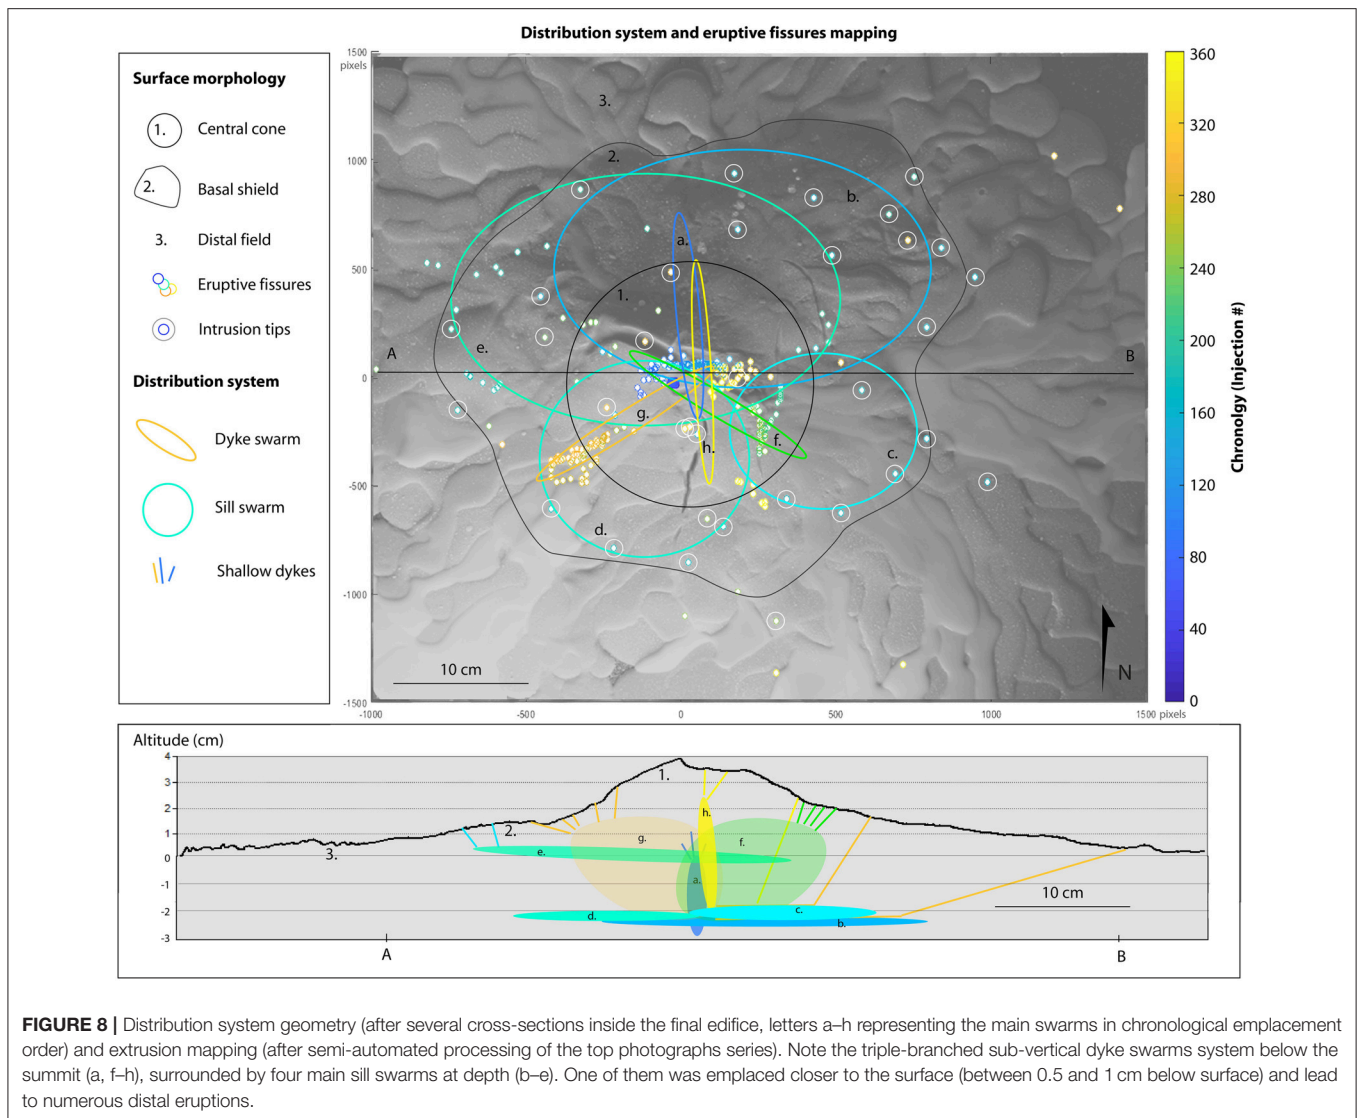 Distribution system and eruptive fissures mapping
Surface morphology
1. Central cone
2. Basal shield
3. Distal field
Eruptive fissures
Intrusion tips
Distribution system
Dyke swarm
Sill swarm
Shallow dykes
1500
pixels
1000
500
0
-500
-1000
-1500
-1000
-500
0
500
1000
1500 pixels
3.
2.
b.
a.
1.
A
B
e.
g.
f.
h.
c.
d.
10 cm
N
360
320
280
240
200
160
120
80
40
0
Chronolgy (Injection #)
Altitude (cm)
4
3
2
1
0
-1
-2
-3
1.
2.
3.
h.
g.
f.
e.
a.
d.
c.
b.
10 cm
A
B
FIGURE 8 | Distribution system geometry (after several cross-sections inside the final edifice, letters a–h representing the main swarms in chronological emplacement
order) and extrusion mapping (after semi-automated processing of the top photographs series). Note the triple-branched sub-vertical dyke swarms system below the
summit (a, f–h), surrounded by four main sill swarms at depth (b–e). One of them was emplaced closer to the surface (between 0.5 and 1 cm below surface) and lead
to numerous distal eruptions.